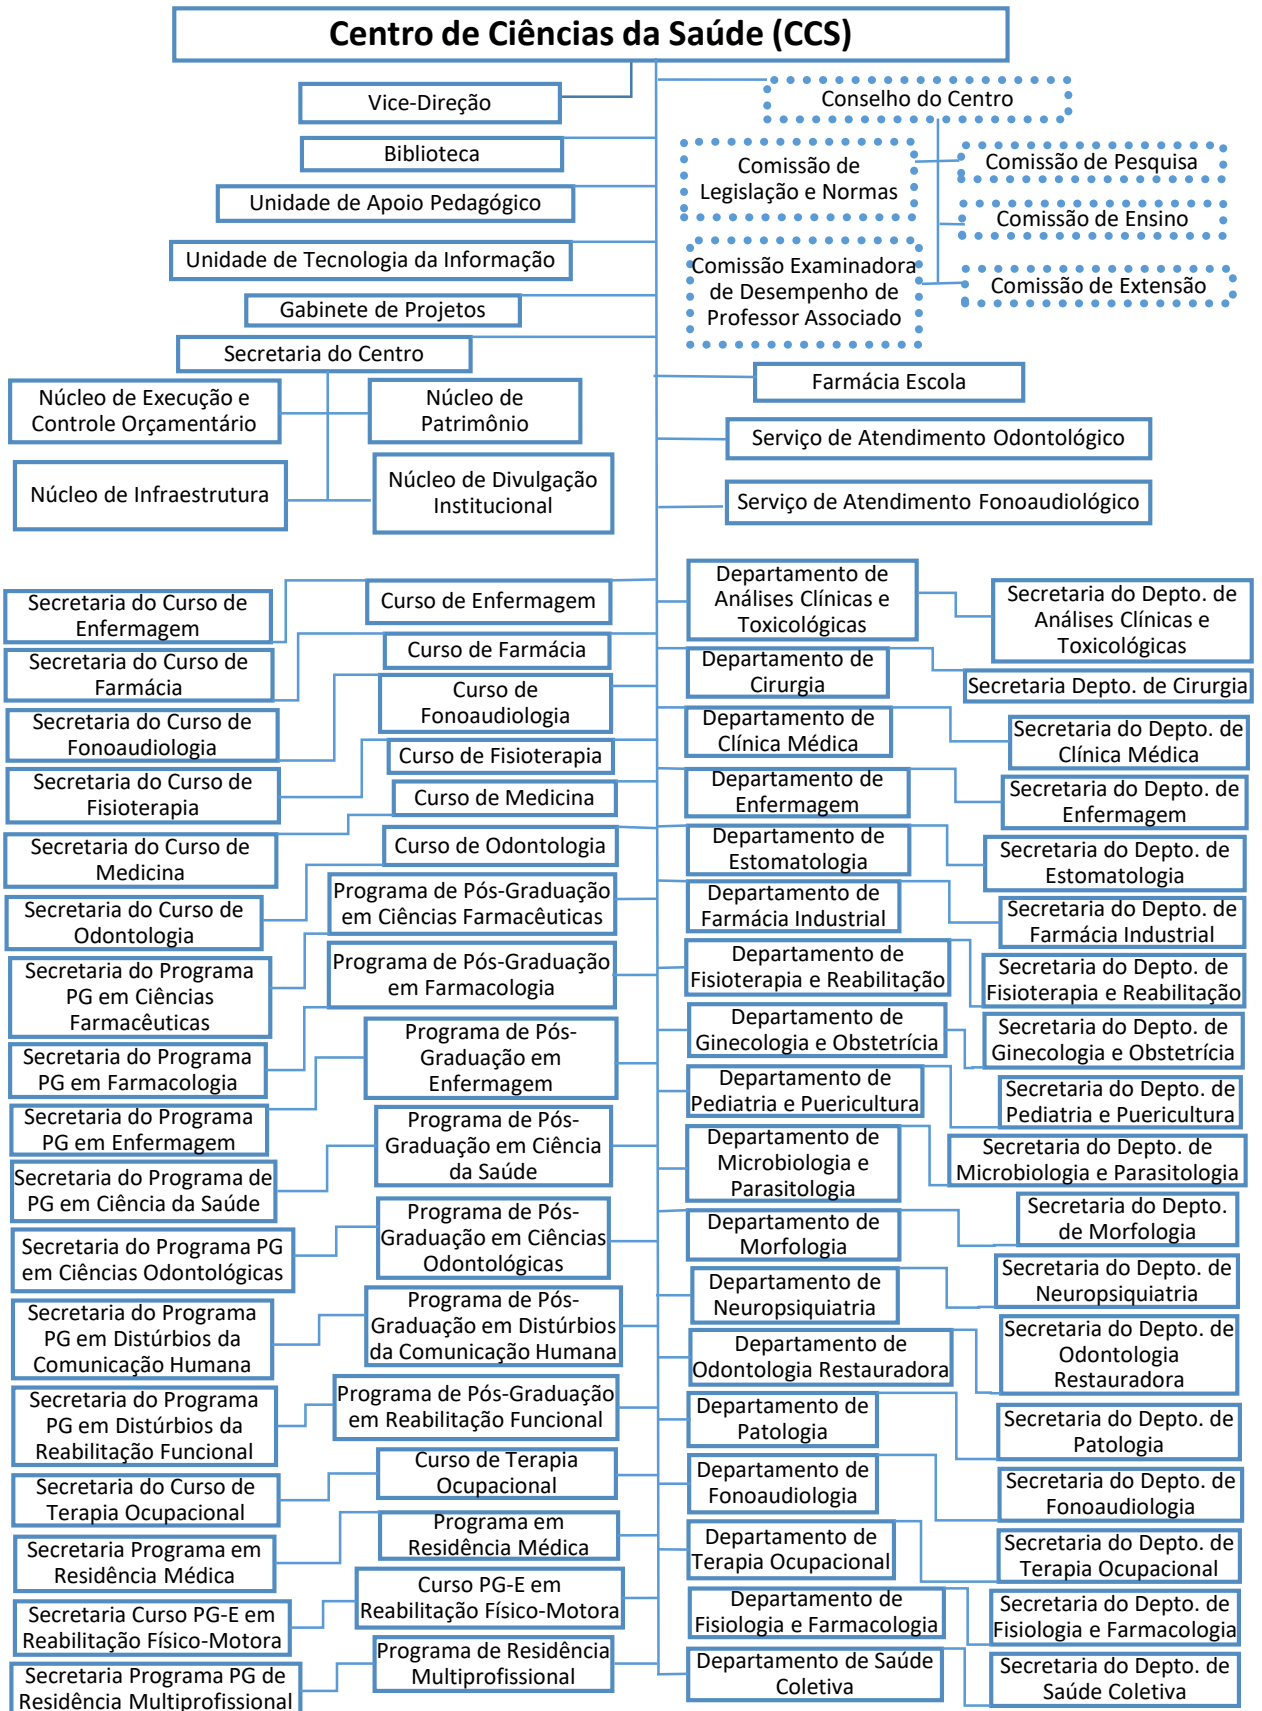 Centro de Ciências da Saúde (CCS)
Vice-Direção
Biblioteca
Unidade de Apoio Pedagógico
Unidade de Tecnologia da Informação
Gabinete de Projetos
Secretaria do Centro
Núcleo de Execução e
Controle Orçamentário
Núcleo de
Patrimônio
Núcleo de Infraestrutura
Núcleo de Divulgação
Institucional
Conselho do Centro
Comissão de
Legislação e Normas
Comissão de Pesquisa
Comissão de Ensino
Comissão Examinadora
de Desempenho de
Professor Associado
Comissão de Extensão
Farmácia Escola
Serviço de Atendimento Odontológico
Serviço de Atendimento Fonoaudiológico
Secretaria do Curso de
Enfermagem
Secretaria do Curso de
Farmácia
Secretaria do Curso de
Fonoaudiologia
Secretaria do Curso de
Fisioterapia
Secretaria do Curso de
Medicina
Secretaria do Curso de
Odontologia
Secretaria do Programa
PG em Ciências
Farmacêuticas
Secretaria do Programa
PG em Farmacologia
Secretaria do Programa
PG em Enfermagem
Secretaria do Programa de
PG em Ciência da Saúde
Secretaria do Programa PG
em Ciências Odontológicas
Secretaria do Programa
PG em Distúrbios da
Comunicação Humana
Secretaria do Programa
PG em Distúrbios da
Reabilitação Funcional
Secretaria do Curso de
Terapia Ocupacional
Secretaria Programa em
Residência Médica
Secretaria Curso PG-E em
Reabilitação Físico-Motora
Secretaria Programa PG de
Residência Multiprofissional
Curso de Enfermagem
Curso de Farmácia
Curso de
Fonoaudiologia
Curso de Fisioterapia
Curso de Medicina
Curso de Odontologia
Programa de Pós-Graduação
em Ciências Farmacêuticas
Programa de Pós-Graduação
em Farmacologia
Programa de Pós-
Graduação em
Enfermagem
Programa de Pós-
Graduação em Ciência
da Saúde
Programa de Pós-
Graduação em Ciências
Odontológicas
Programa de Pós-
Graduação em Distúrbios
da Comunicação Humana
Programa de Pós-Graduação
em Reabilitação Funcional
Curso de Terapia
Ocupacional
Programa em
Residência Médica
Curso PG-E em
Reabilitação Físico-Motora
Programa de Residência
Multiprofissional
Departamento de
Análises Clínicas e
Toxicológicas
Departamento de
Cirurgia
Departamento de
Clínica Médica
Departamento de
Enfermagem
Departamento de
Estomatologia
Departamento de
Farmácia Industrial
Departamento de
Fisioterapia e Reabilitação
Departamento de
Ginecologia e Obstetrícia
Departamento de
Pediatria e Puericultura
Departamento de
Microbiologia e
Parasitologia
Departamento de
Morfologia
Departamento de
Neuropsiquiatria
Departamento de
Odontologia Restauradora
Departamento de
Patologia
Departamento de
Fonoaudiologia
Departamento de
Terapia Ocupacional
Departamento de
Fisiologia e Farmacologia
Departamento de Saúde
Coletiva
Secretaria do Depto. de
Análises Clínicas e
Toxicológicas
Secretaria Depto. de Cirurgia
Secretaria do Depto. de
Clínica Médica
Secretaria do Depto. de
Enfermagem
Secretaria do Depto. de
Estomatologia
Secretaria do Depto. de
Farmácia Industrial
Secretaria do Depto. de
Fisioterapia e Reabilitação
Secretaria do Depto. de
Ginecologia e Obstetrícia
Secretaria do Depto. de
Pediatria e Puericultura
Secretaria do Depto. de
Microbiologia e Parasitologia
Secretaria do Depto.
de Morfologia
Secretaria do Depto. de
Neuropsiquiatria
Secretaria do Depto. de
Odontologia
Restauradora
Secretaria do Depto. de
Patologia
Secretaria do Depto. de
Fonoaudiologia
Secretaria do Depto. de
Terapia Ocupacional
Secretaria do Depto. de
Fisiologia e Farmacologia
Secretaria do Depto. de
Saúde Coletiva